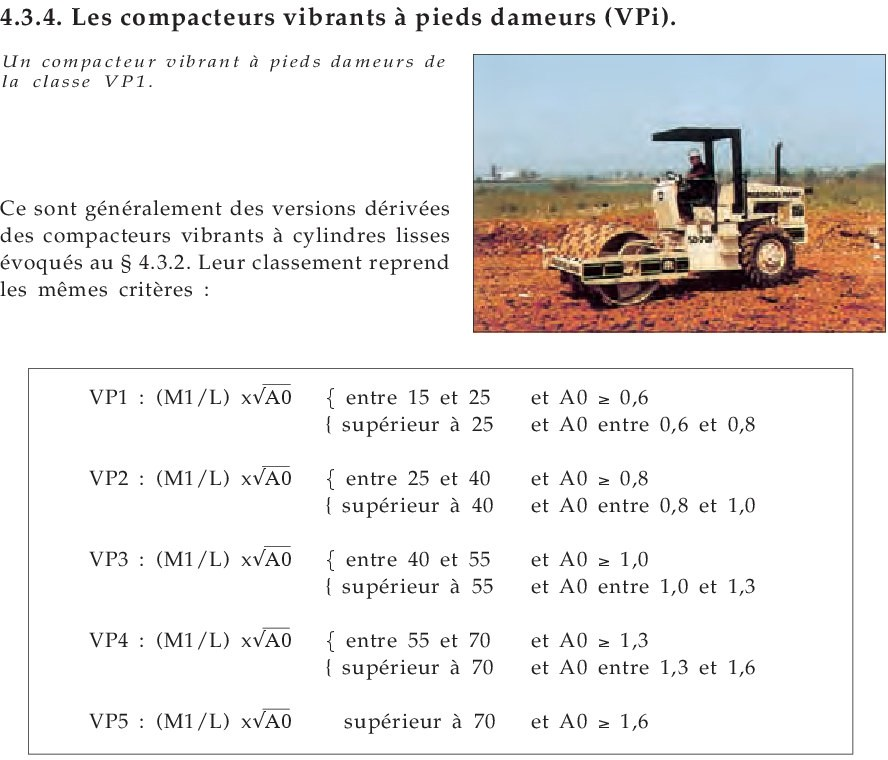 4.3.4. Les compacteurs vibrants à pieds dameurs (VPi).
Un compacteur vibrant à pieds dameurs de
la classe VP1.
Ce sont généralement des versions dérivées
des compacteurs vibrants à cylindres lisses
évoqués au § 4.3.2. Leur classement reprend
les mêmes critères :
VP1 : (M1/L) x√A0 { entre 15 et 25 et A0 ≥ 0,6
{ supérieur à 25 et A0 entre 0,6 et 0,8
VP2 : (M1/L) x√A0 { entre 25 et 40 et A0 ≥ 0,8
{ supérieur à 40 et A0 entre 0,8 et 1,0
VP3 : (M1/L) x√A0 { entre 40 et 55 et A0 ≥ 1,0
{ supérieur à 55 et A0 entre 1,0 et 1,3
VP4 : (M1/L) x√A0 { entre 55 et 70 et A0 ≥ 1,3
{ supérieur à 70 et A0 entre 1,3 et 1,6
VP5 : (M1/L) x√A0 supérieur à 70 et A0 ≥ 1,6